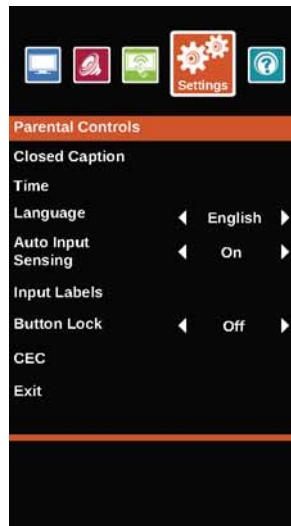 Settings
Parental Controls
Closed Caption
Time
Language English
Auto Input
Sensing On
Input Labels
Button Lock Off
CEC
Exit